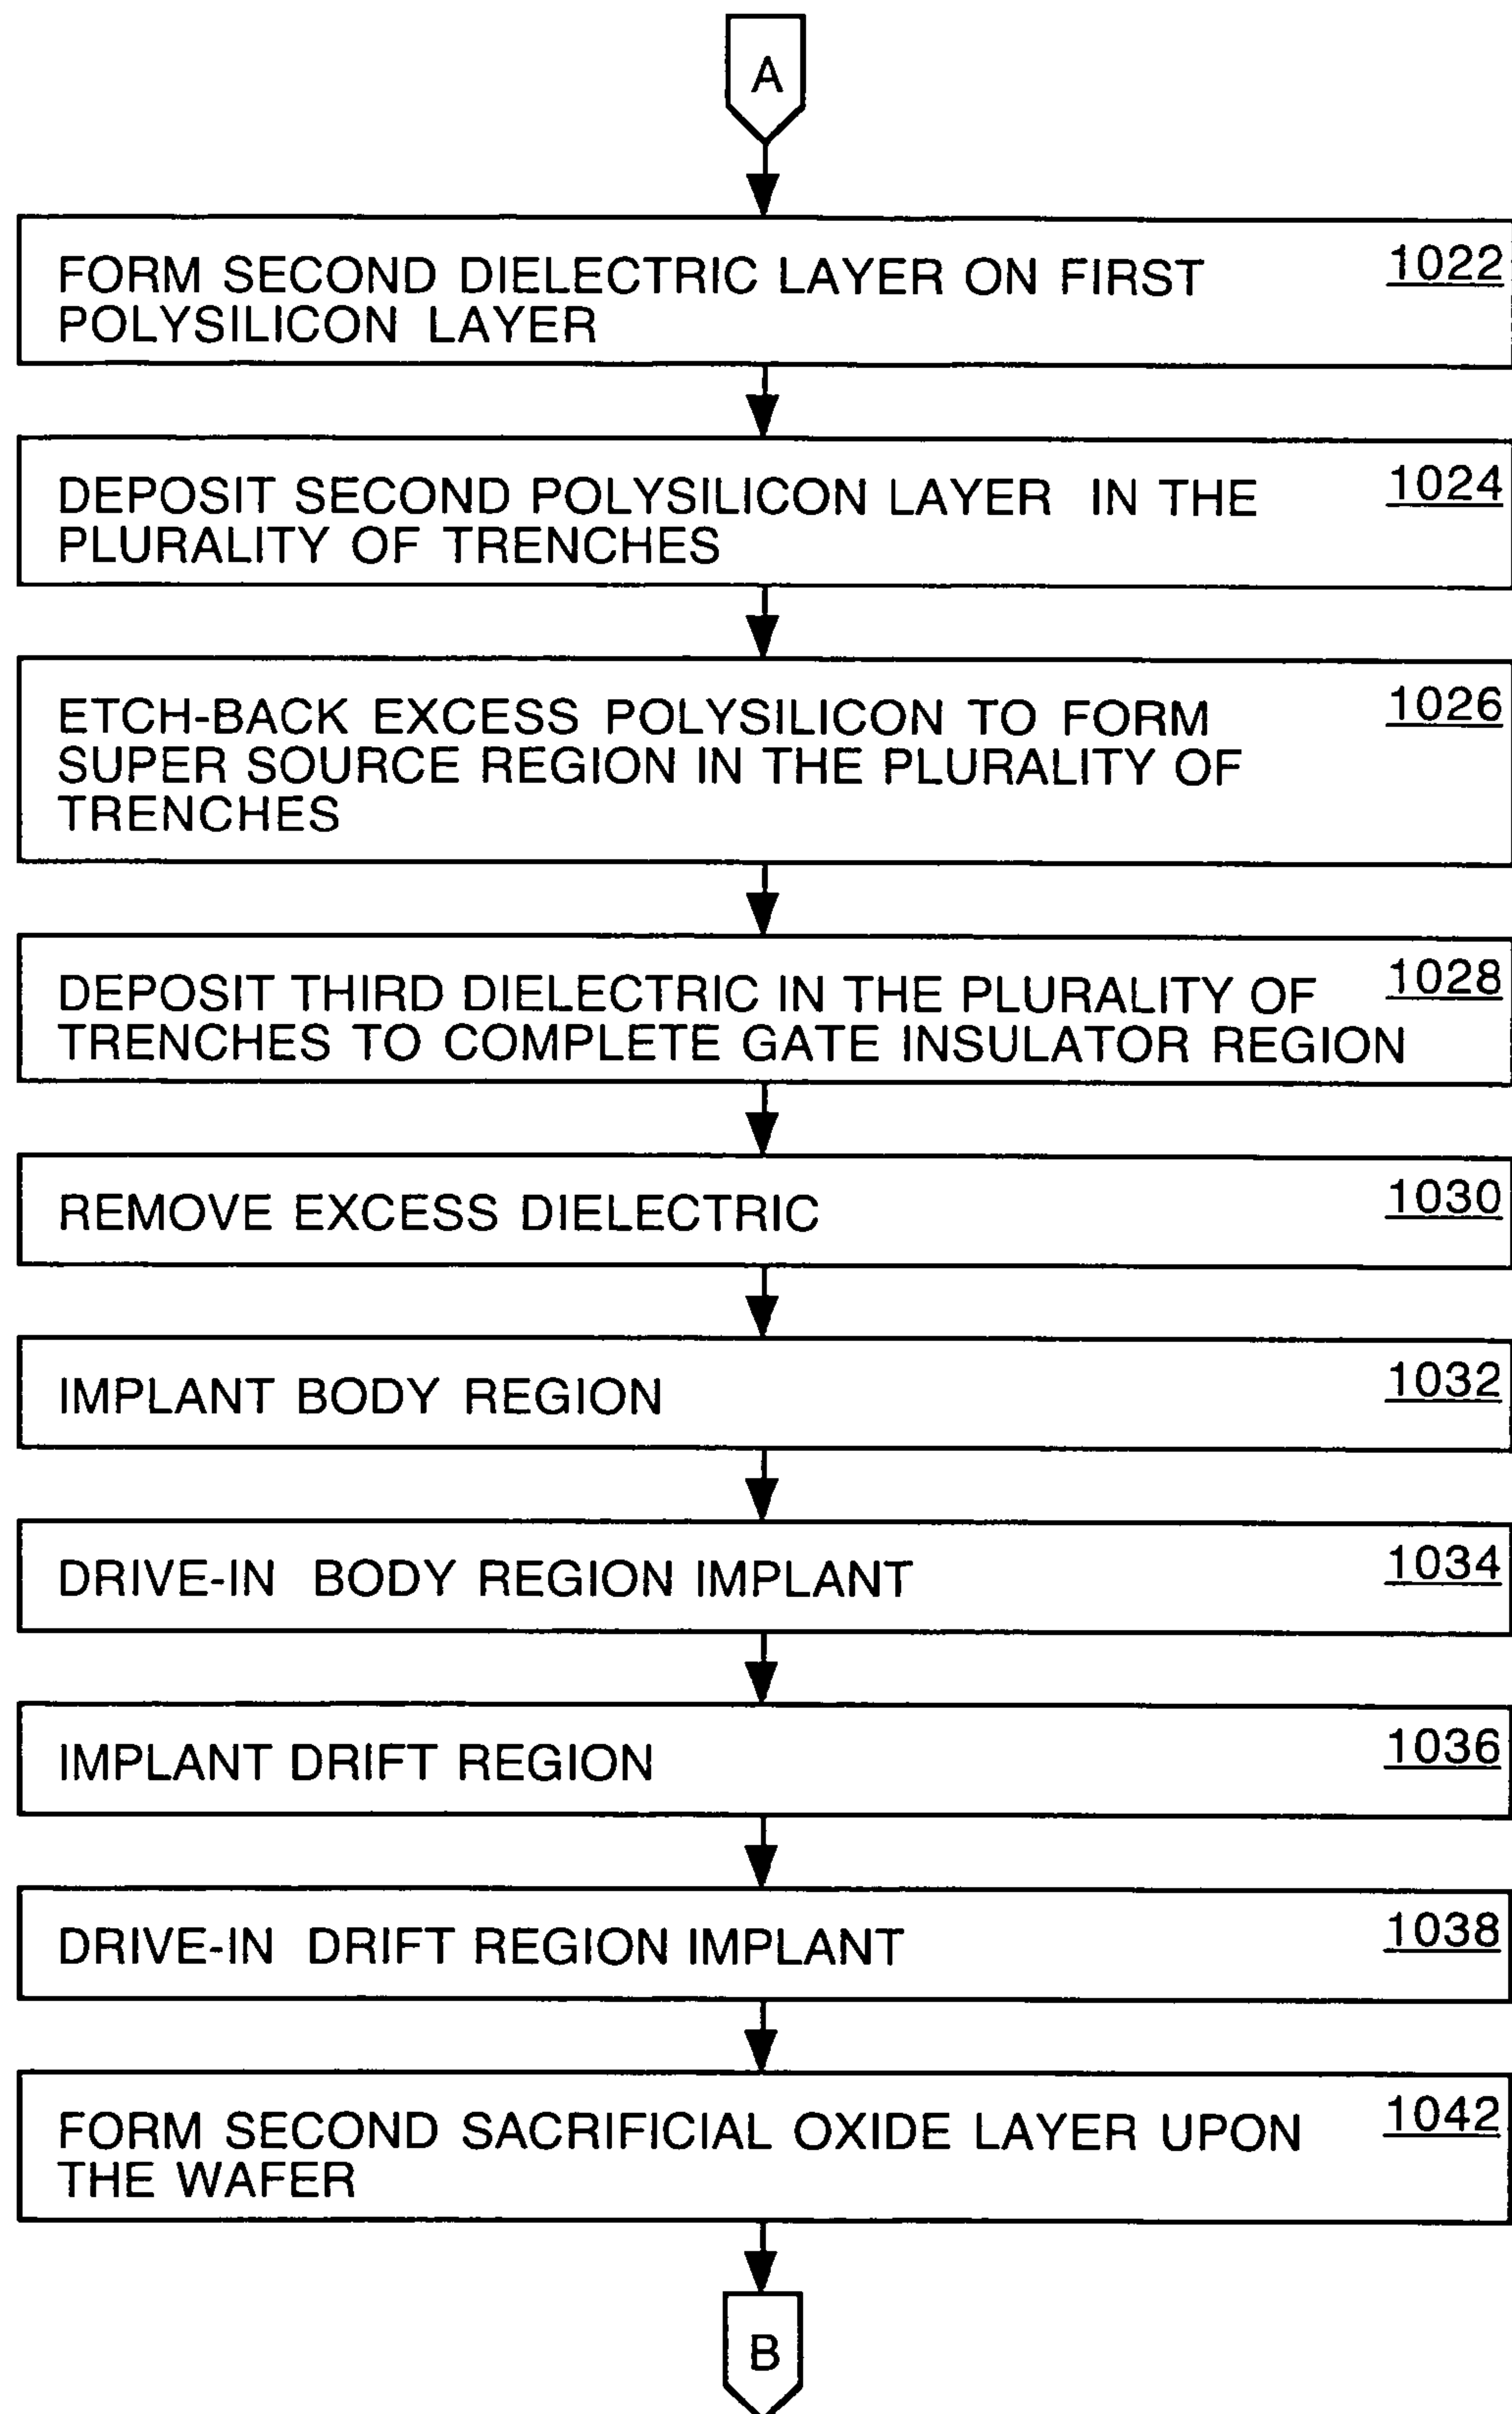 A
FORM SECOND DIELECTRIC LAYER ON FIRST 1022
POLYSILICON LAYER
DEPOSIT SECOND POLYSILICON LAYER IN THE 1024
PLURALITY OF TRENCHES
ETCH-BACK EXCESS POLYSILICON TO FORM 1026
SUPER SOURCE REGION IN THE PLURALITY OF
TRENCHES
DEPOSIT THIRD DIELECTRIC IN THE PLURALITY OF 1028
TRENCHES TO COMPLETE GATE INSULATOR REGION
REMOVE EXCESS DIELECTRIC 1030
IMPLANT BODY REGION 1032
DRIVE-IN BODY REGION IMPLANT 1034
IMPLANT DRIFT REGION 1036
DRIVE-IN DRIFT REGION IMPLANT 1038
FORM SECOND SACRIFICIAL OXIDE LAYER UPON 1042
THE WAFER
B